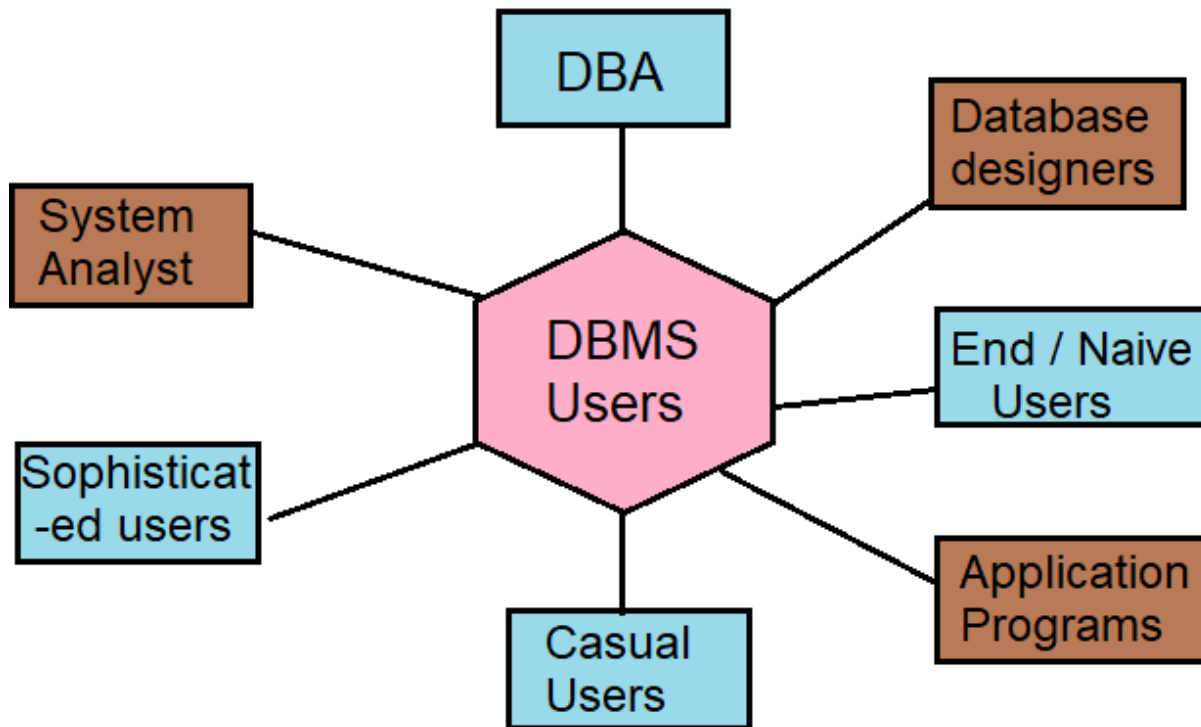 DBA
Database
designers
System
Analyst
DBMS
Users
End / Naive
Users
Sophisticat
-ed users
Application
Programs
Casual
Users